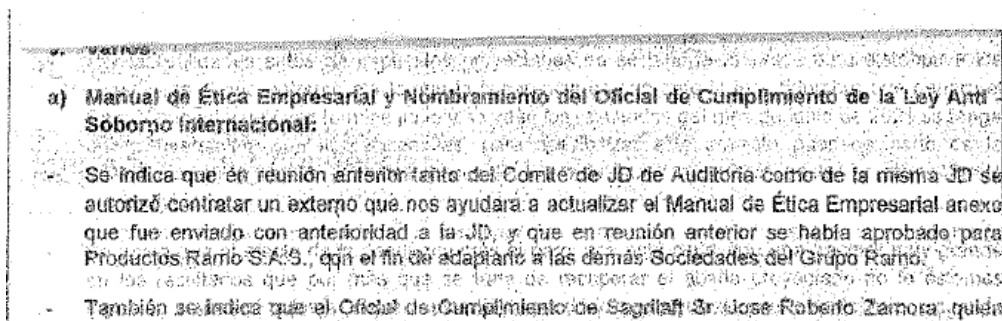 Varios:
a) Manual de Ética Empresarial y Nombramiento del Oficial de Cumplimiento de la Ley Anti -
Soborno Internacional:
- Se indica que en reunión anterior tanto del Comité de JD de Auditoria como de la misma JD se
autorizó contratar un externo que nos ayudara a actualizar el Manual de Ética Empresarial anexo
que fue enviado con anterioridad a la JD, y que en reunión anterior se había aprobado para
Productos Ramo S.A.S., con el fin de adaptarlo a las demás Sociedades del Grupo Ramo.
- También se indica que el Oficial de Cumplimiento de Sagrilaft Sr. Jose Roberto Zamora, quién